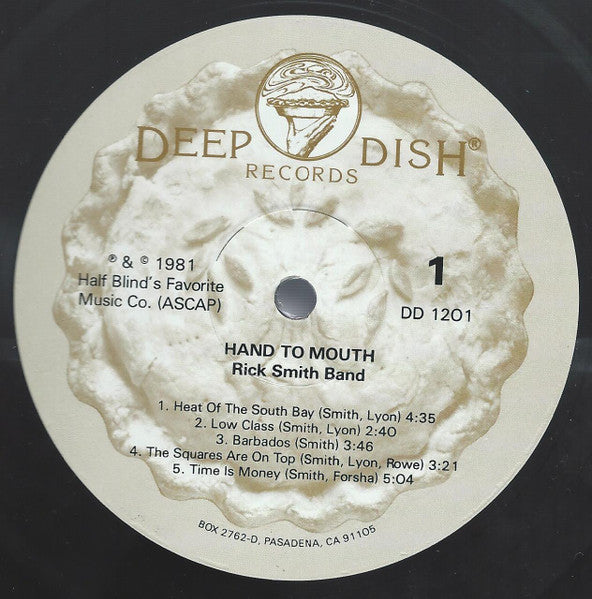 DEEP DISH®
RECORDS
℗ & © 1981
Half Blind's Favorite
Music Co. (ASCAP)
1
DD 1201
HAND TO MOUTH
Rick Smith Band
1. Heat Of The South Bay (Smith, Lyon) 4:35
2. Low Class (Smith, Lyon) 2:40
3. Barbados (Smith) 3:46
4. The Squares Are On Top (Smith, Lyon, Rowe) 3:21
5. Time Is Money (Smith, Forsha) 5:04
BOX 2762-D, PASADENA, CA 91105